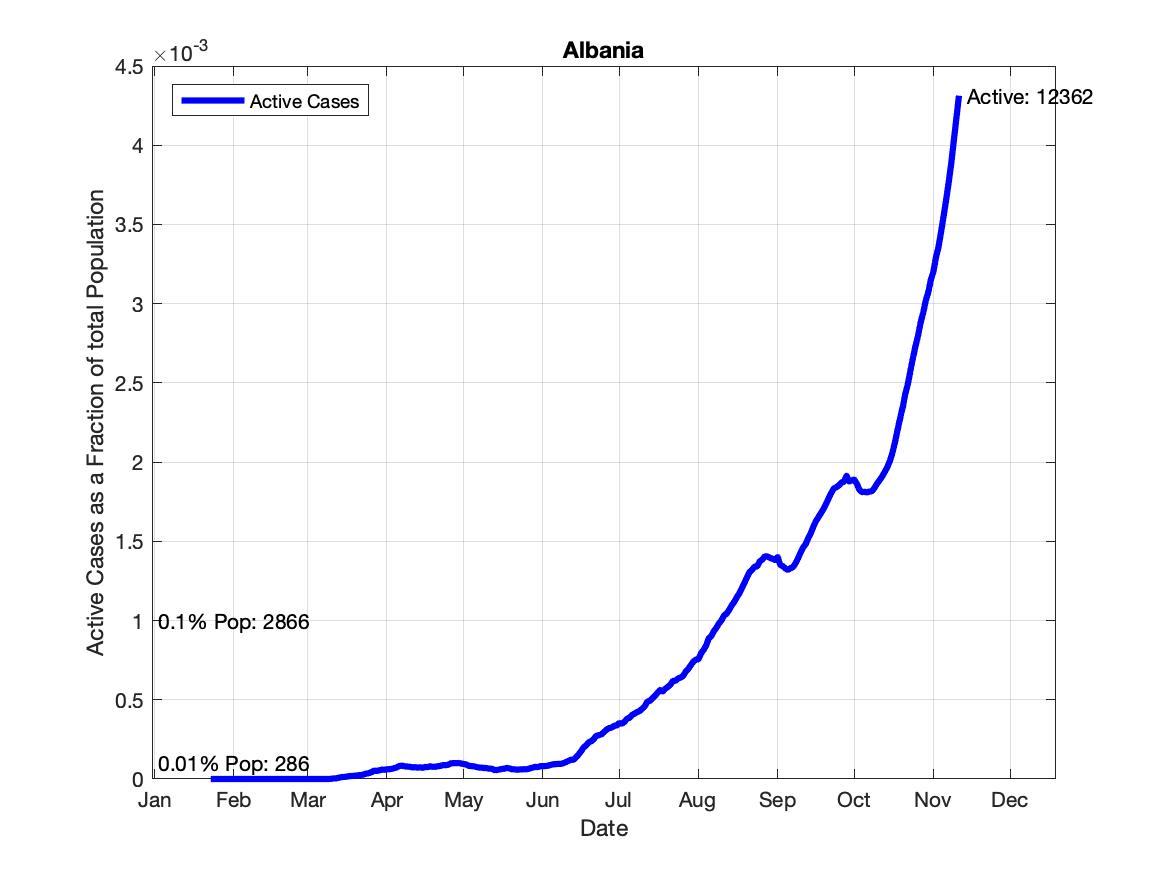 Albania
×10-3
4.5
4
3.5
3
2.5
2
1.5
1
0.5
0
Active Cases as a Fraction of total Population
Active Cases
Active: 12362
0.1% Pop: 2866
0.01% Pop: 286
Jan Feb Mar Apr May Jun Jul Aug Sep Oct Nov Dec
Date